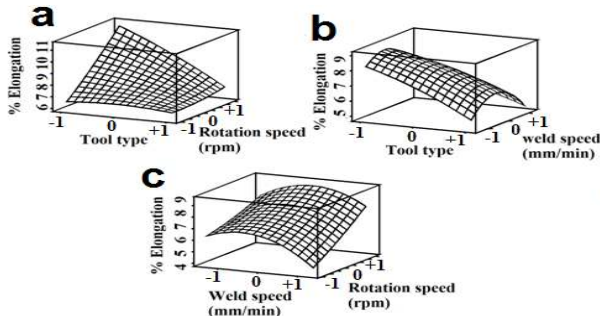 a
% Elongation
6 7 8 9 10 11
-1 0 +1
Tool type
-1 0 +1
Rotation speed
(rpm)
b
% Elongation
5 6 7 8 9
-1 0 +1
Tool type
-1 0 +1
weld speed
(mm/min)
c
% Elongation
4 5 6 7 8 9
-1 0 +1
Weld speed
(mm/min)
-1 0 +1
Rotation speed
(rpm)